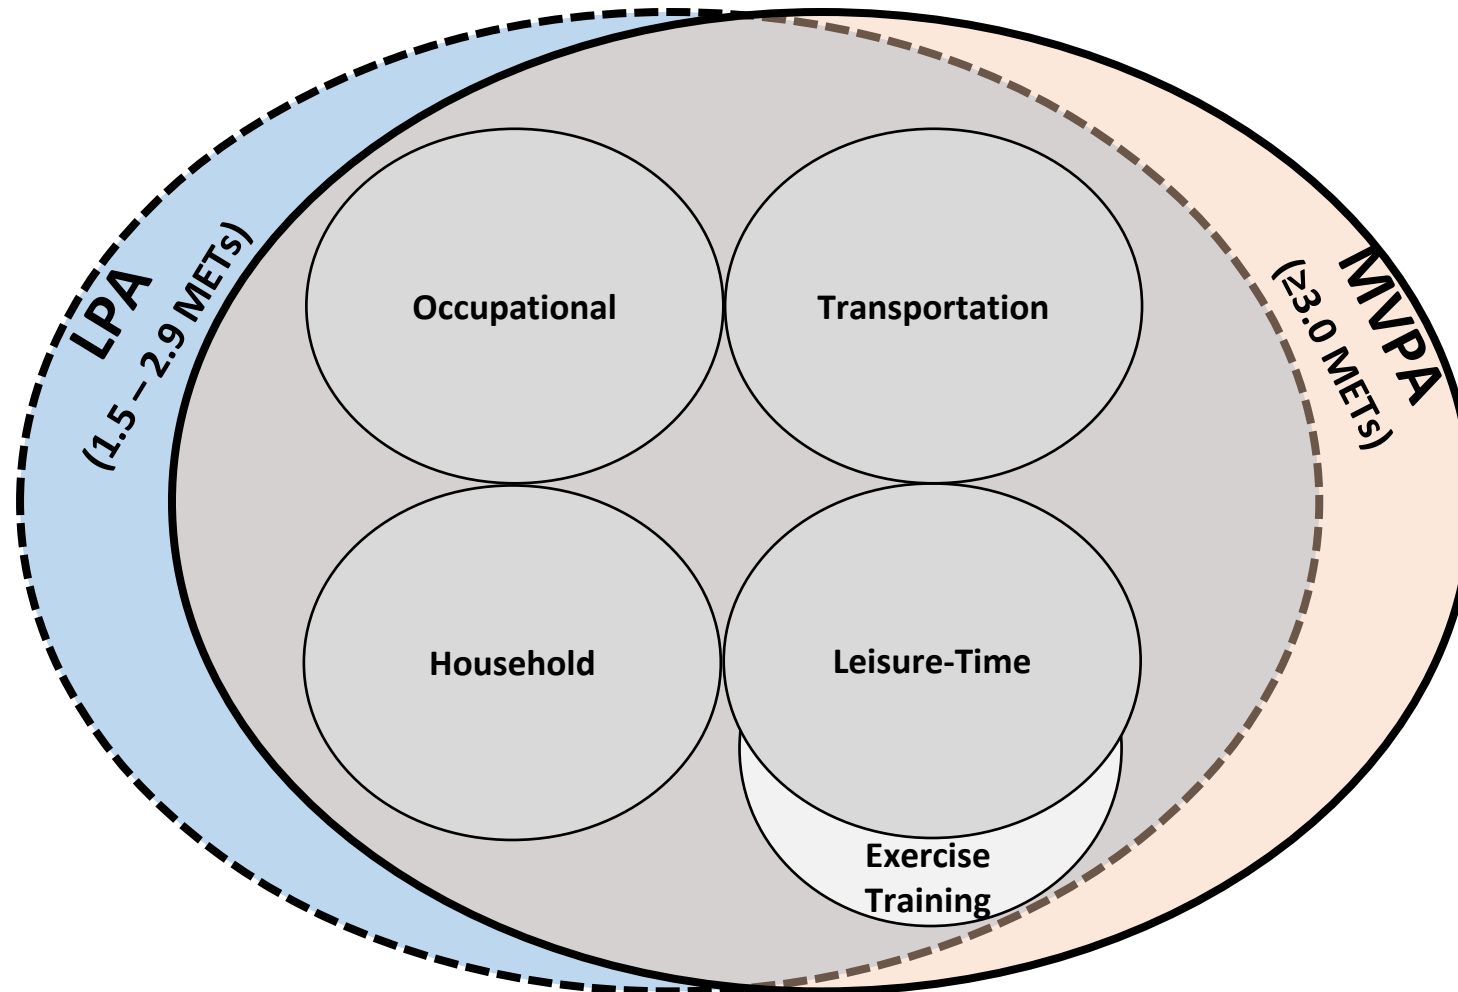 LPA
(1.5 – 2.9 METs)
MVPA
(≥3.0 METs)
Occupational
Transportation
Household
Leisure-Time
Exercise
Training